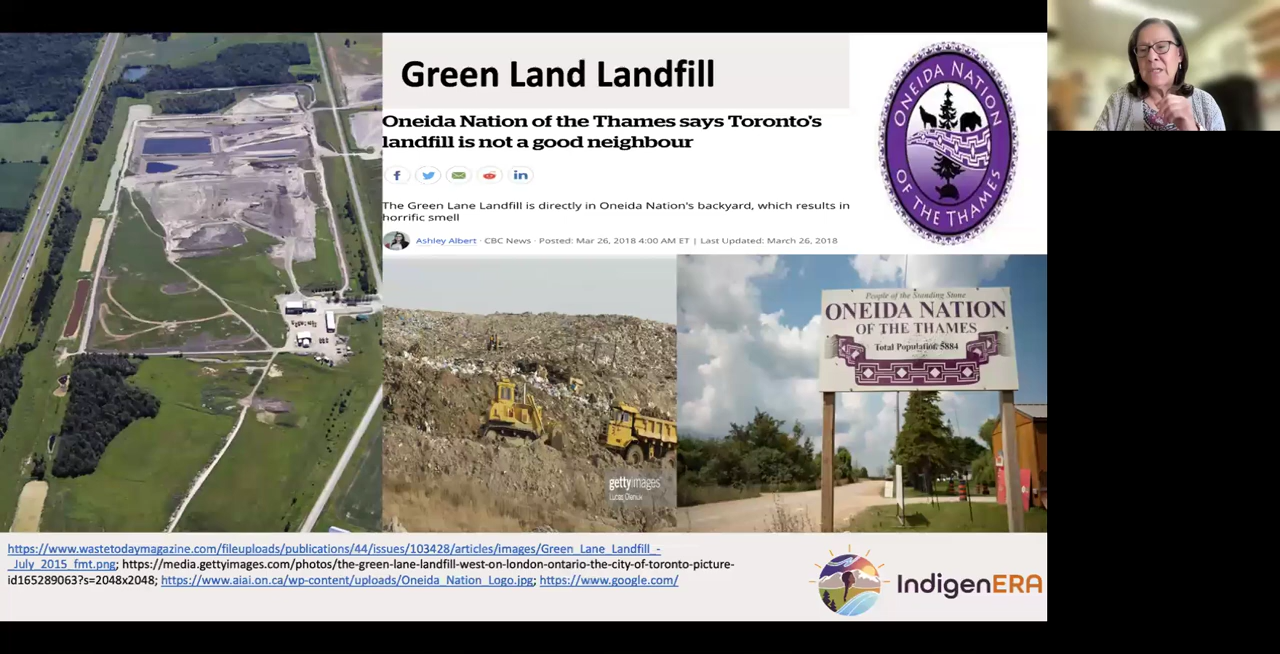 Green Land Landfill
Oneida Nation of the Thames says Toronto's
landfill is not a good neighbour
The Green Lane Landfill is directly in Oneida Nation's backyard, which results in
horrific smell
Ashley Albert · CBC News · Posted: Mar 26, 2018 4:00 AM ET | Last Updated: March 26, 2018
ONEIDA NATION
OF THE THAMES
gettyimages
People of the Standing Stone
ONEIDA NATION
OF THE THAMES
Total Population 5884
https://www.wastetodaymagazine.com/fileuploads/publications/44/issues/103428/articles/images/Green_Lane_Landfill_-
_July_2015_fmt.png; https://media.gettyimages.com/photos/the-green-lane-landfill-west-on-london-ontario-the-city-of-toronto-picture-
id165289063?s=2048x2048; https://www.aiai.on.ca/wp-content/uploads/Oneida_Nation_Logo.jpg; https://www.google.com/
IndigenERA